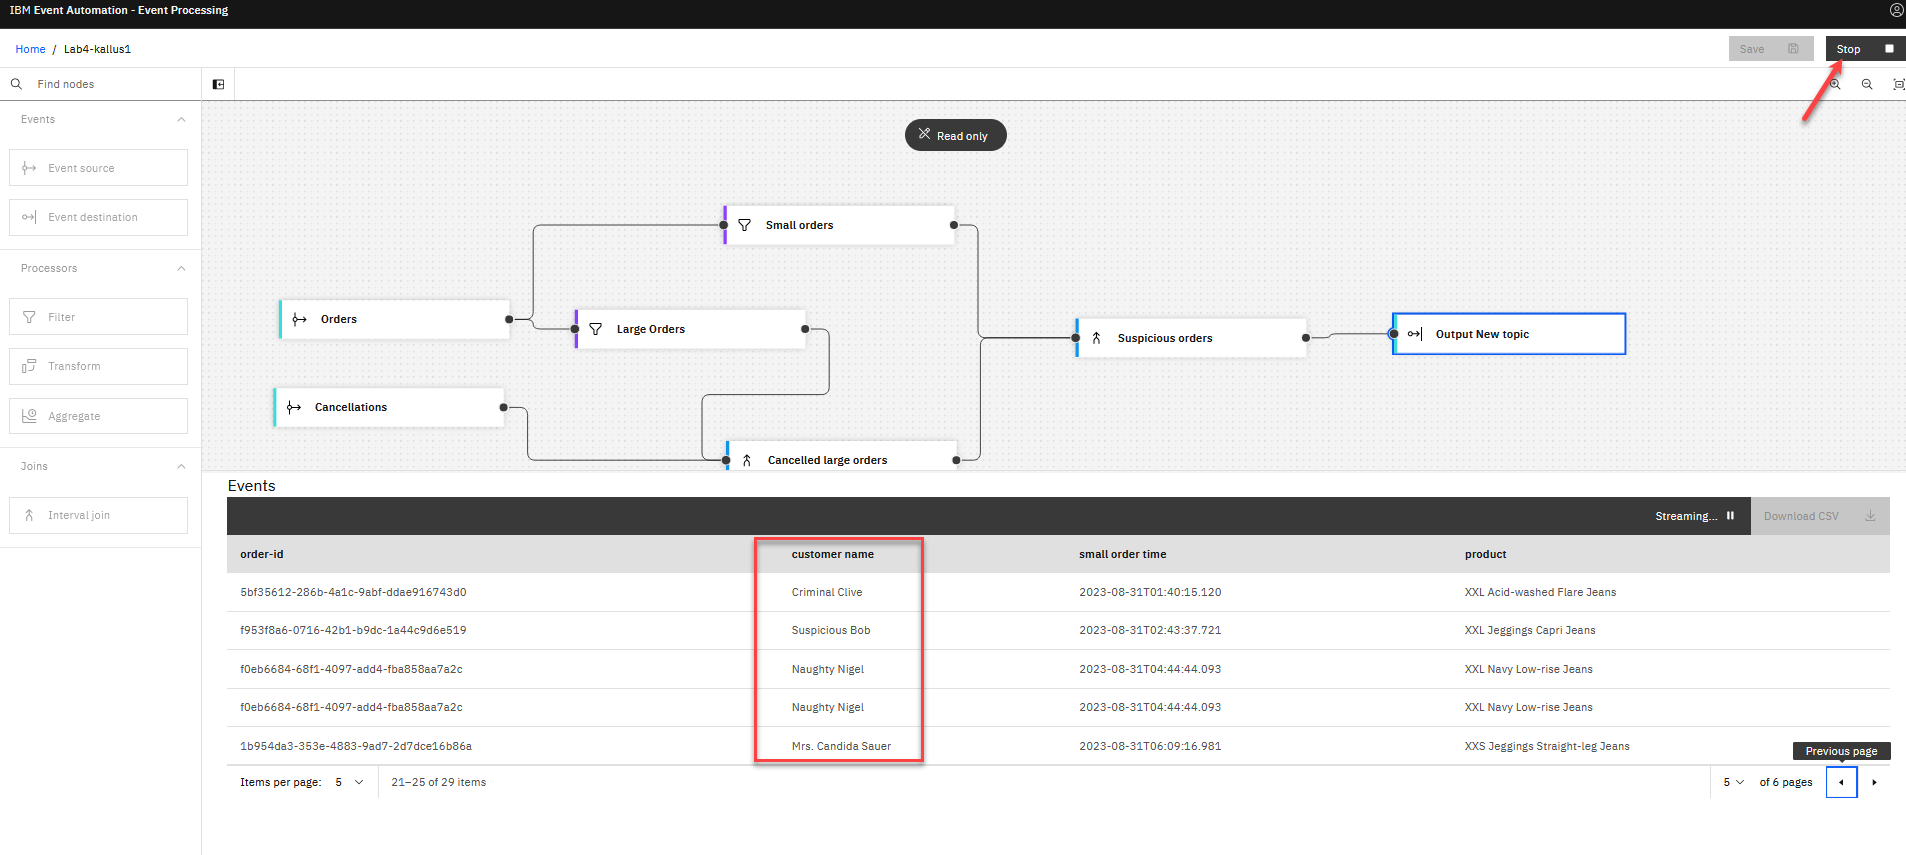 IBM Event Automation - Event Processing
Home / Lab4-kallus1
Save
Stop
Find nodes
Events
Event source
Event destination
Processors
Filter
Transform
Aggregate
Joins
Interval join
Read only
Small orders
Orders
Large Orders
Suspicious orders
Output New topic
Cancellations
Cancelled large orders
Events
Streaming...
Download CSV
order-id customer name small order time product
5bf35612-286b-4a1c-9abf-ddae916743d0 Criminal Clive 2023-08-31T01:40:15.120 XXL Acid-washed Flare Jeans
f953f8a6-0716-42b1-b9dc-1a44c9d6e519 Suspicious Bob 2023-08-31T02:43:37.721 XXL Jeggings Capri Jeans
f0eb6684-68f1-4097-add4-fba858aa7a2c Naughty Nigel 2023-08-31T04:44:44.093 XXL Navy Low-rise Jeans
f0eb6684-68f1-4097-add4-fba858aa7a2c Naughty Nigel 2023-08-31T04:44:44.093 XXL Navy Low-rise Jeans
1b954da3-353e-4883-9ad7-2d7dce16b86a Mrs. Candida Sauer 2023-08-31T06:09:16.981 XXS Jeggings Straight-leg Jeans
Previous page
Items per page: 5 21–25 of 29 items 5 of 6 pages